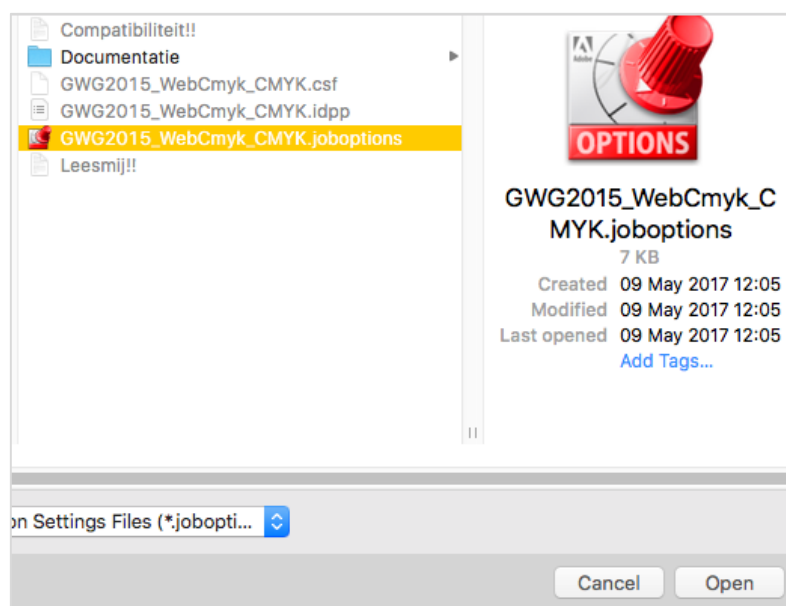 Compatibiliteit!!
Documentatie
GWG2015_WebCmyk_CMYK.csf
GWG2015_WebCmyk_CMYK.idpp
GWG2015_WebCmyk_CMYK.joboptions
Leesmij!!
Adobe
OPTIONS
GWG2015_WebCmyk_C
MYK.joboptions
7 KB
Created 09 May 2017 12:05
Modified 09 May 2017 12:05
Last opened 09 May 2017 12:05
Add Tags...
on Settings Files (*.jobopti...
Cancel Open